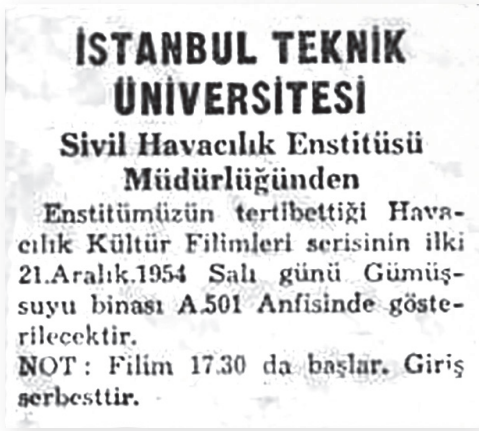 İSTANBUL TEKNİK
ÜNİVERSİTESİ
Sivil Havacılık Enstitüsü
Müdürlüğünden
Enstitümüzün tertibettiği Hava-
cılık Kültür Filimleri serisinin ilki
21.Aralık.1954 Salı günü Gümüş-
suyu binası A.501 Anfisinde göste-
rilecektir.
NOT : Filim 17.30 da başlar. Giriş
serbesttir.